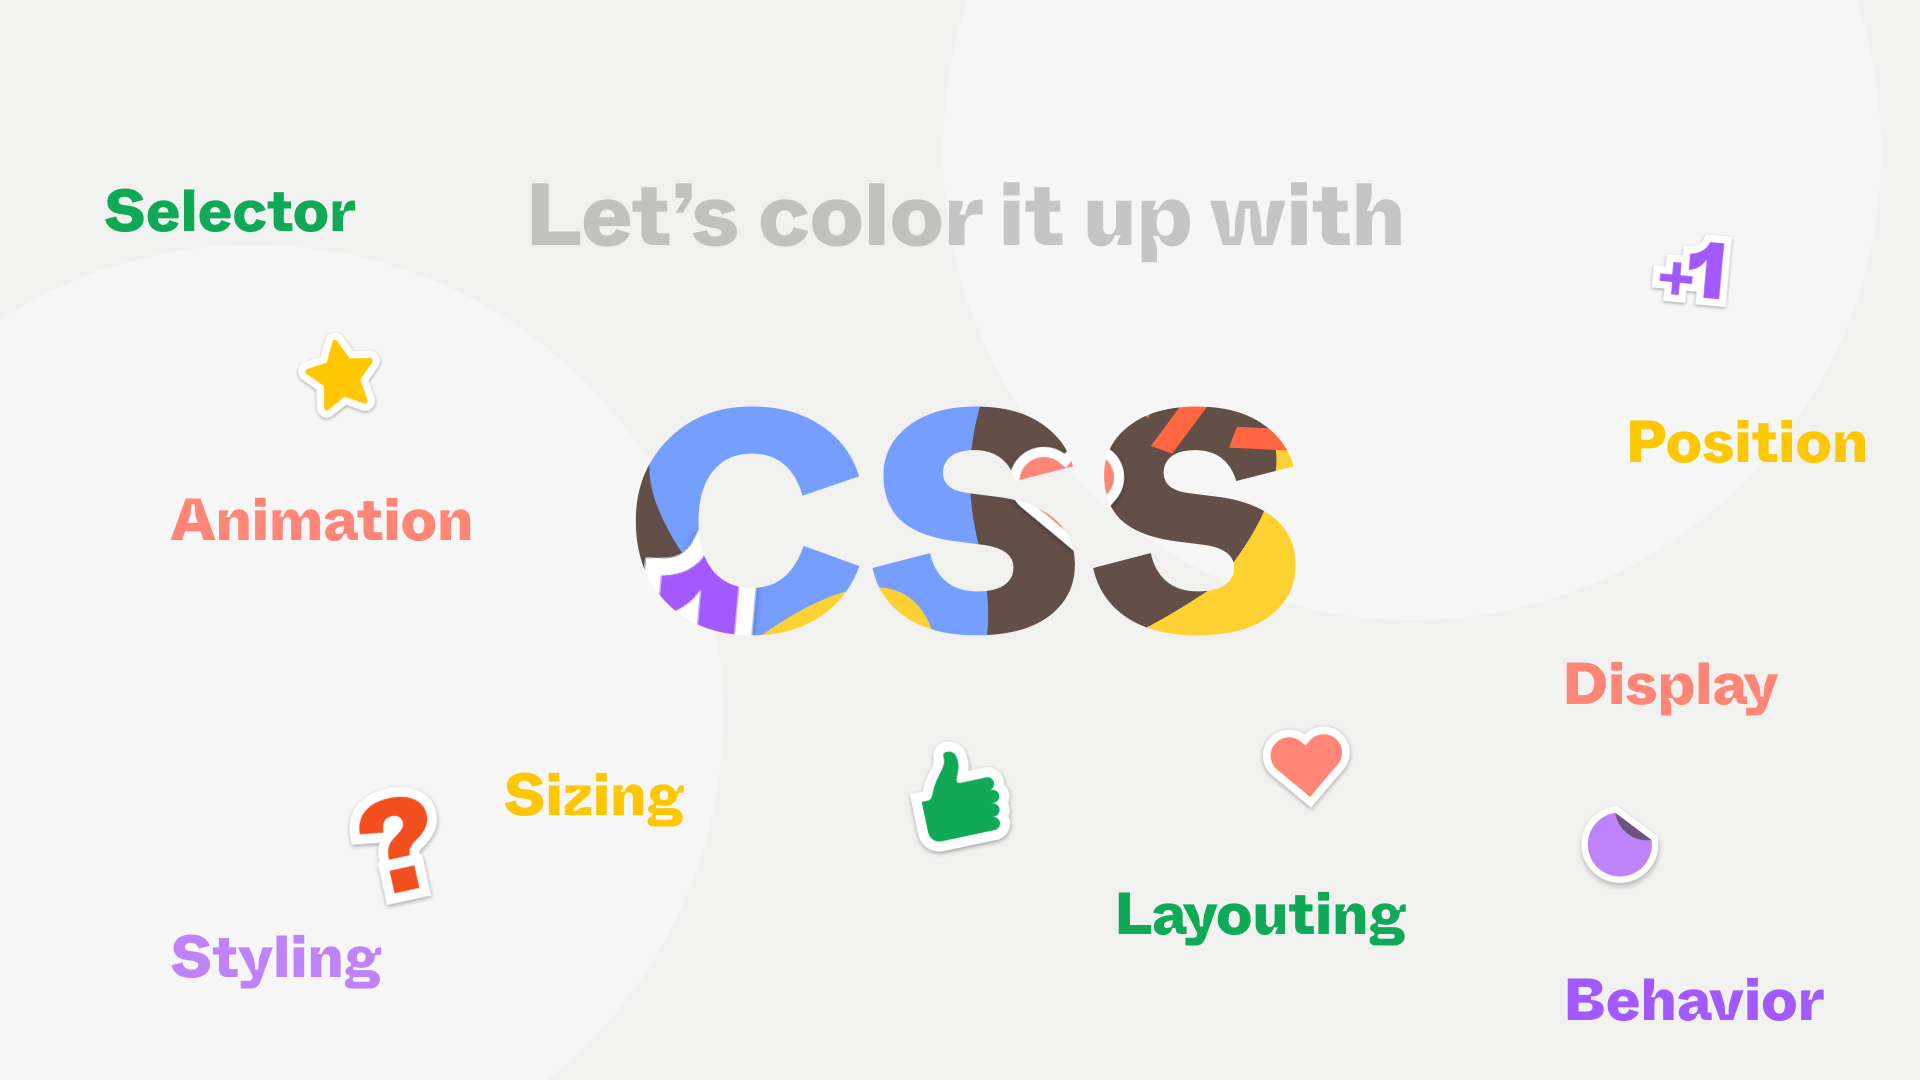 Let’s color it up with
CSS
Selector
+1
Animation
Position
Display
Sizing
?
Layouting
Styling
Behavior